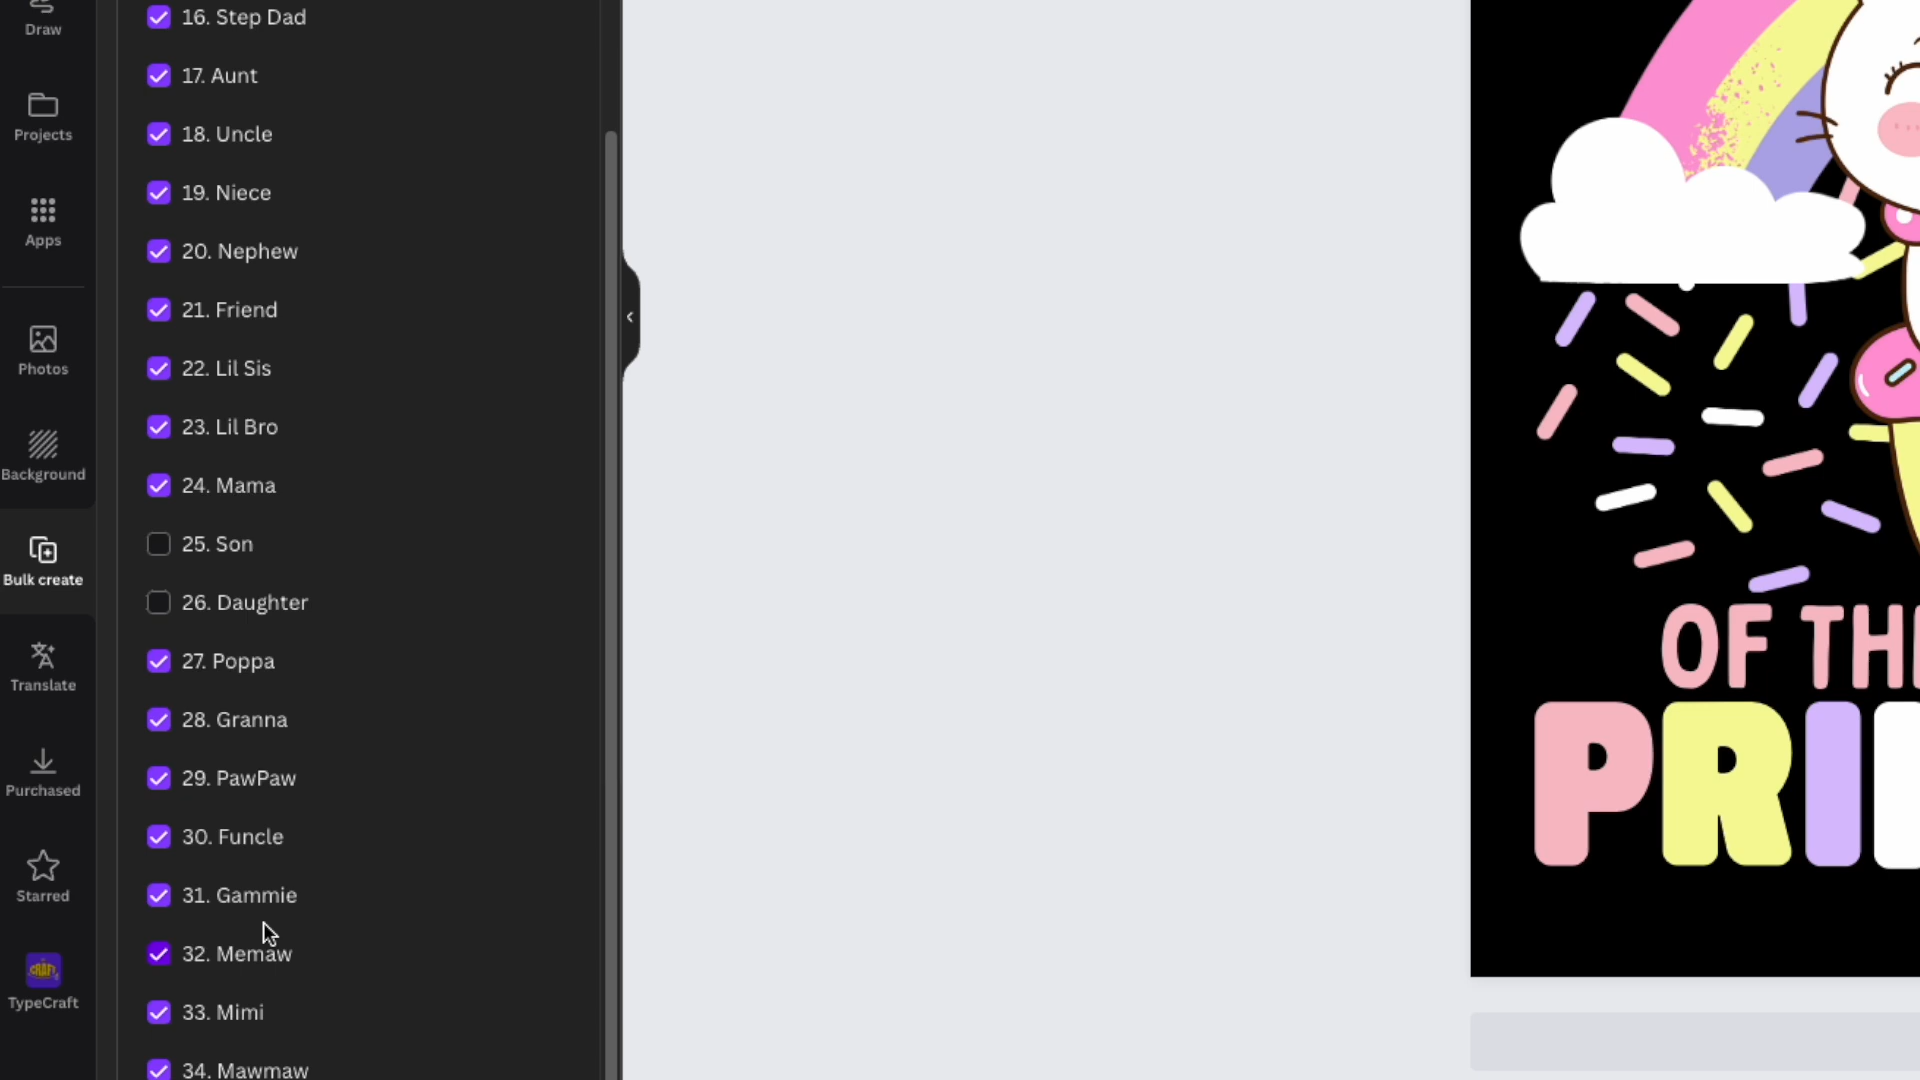 Draw
Projects
Apps
Photos
Background
Bulk create
Translate
Purchased
Starred
CRAFT
TypeCraft
16. Step Dad
17. Aunt
18. Uncle
19. Niece
20. Nephew
21. Friend
22. Lil Sis
23. Lil Bro
24. Mama
25. Son
26. Daughter
27. Poppa
28. Granna
29. PawPaw
30. Funcle
31. Gammie
32. Memaw
33. Mimi
34. Mawmaw
OF TH
PRI